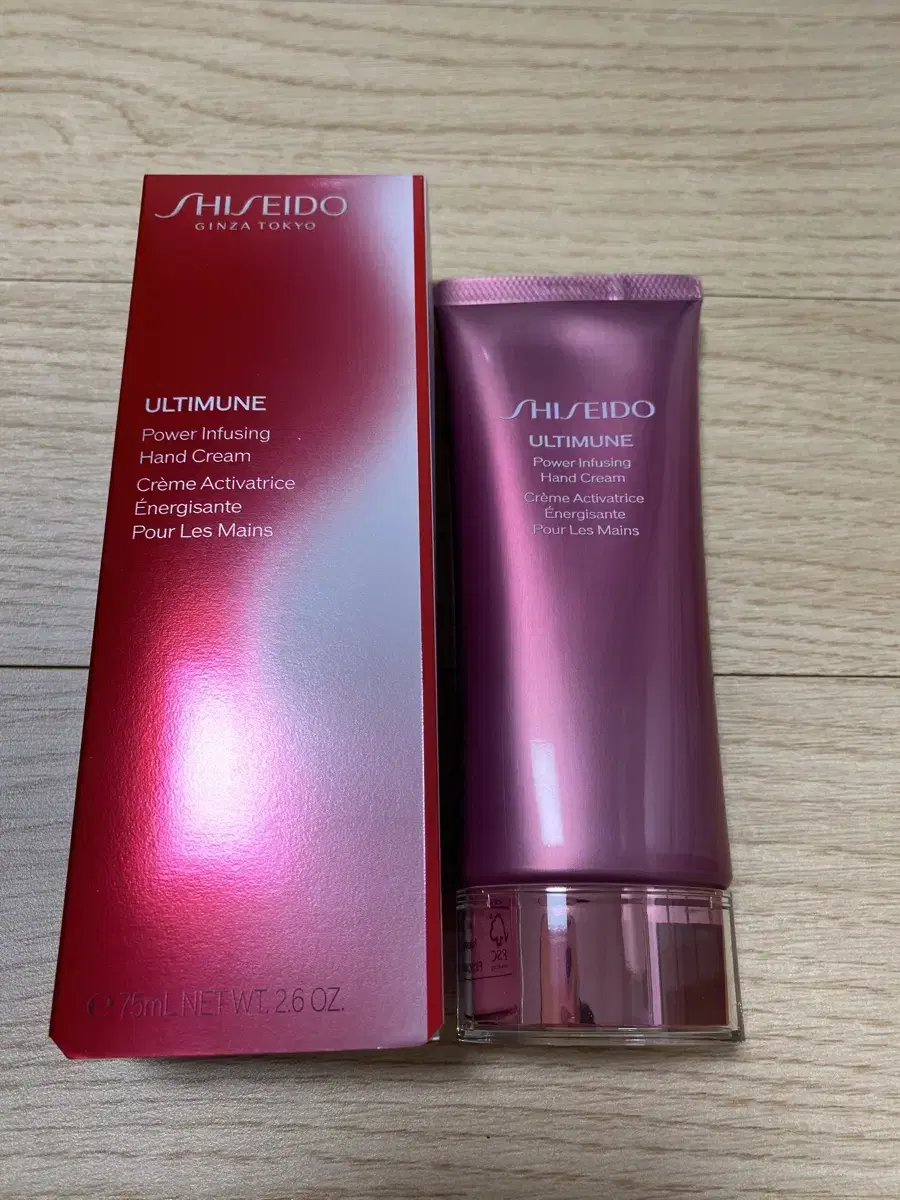 SHISEIDO
GINZA TOKYO
ULTIMUNE
Power Infusing
Hand Cream
Crème Activatrice
Énergisante
Pour Les Mains
75mL NET WT. 2.6 OZ.
SHISEIDO
ULTIMUNE
Power Infusing
Hand Cream
Crème Activatrice
Énergisante
Pour Les Mains
FSC